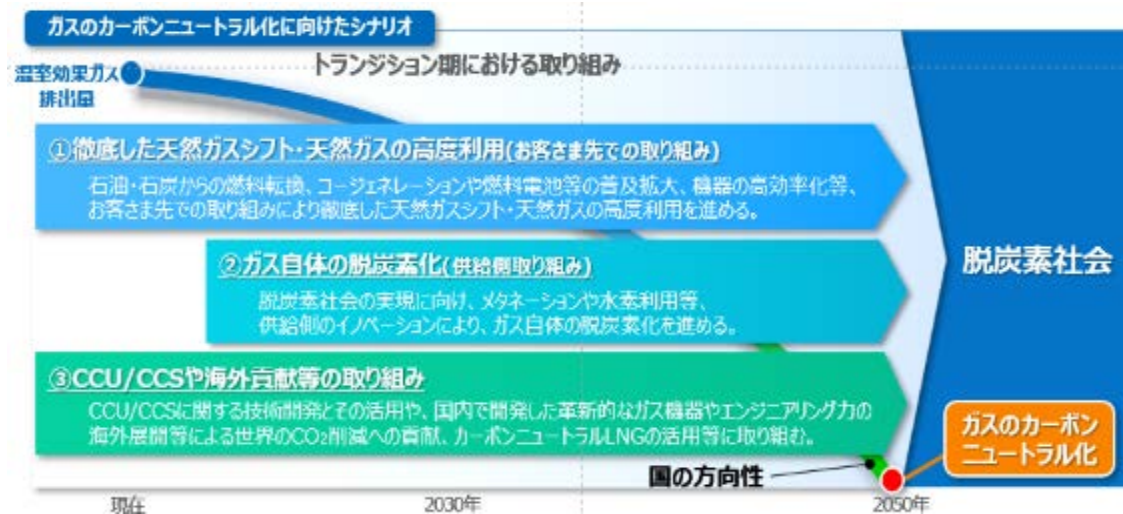 ガスのカーボンニュートラル化に向けたシナリオ
トランジション期における取り組み
温室効果ガス
排出量
①徹底した天然ガスシフト・天然ガスの高度利用(お客さま先での取り組み)
石油・石炭からの燃料転換、コージェネレーションや燃料電池等の普及拡大、機器の高効率化等、
お客さま先での取り組みにより徹底した天然ガスシフト・天然ガスの高度利用を進める。
②ガス自体の脱炭素化(供給側取り組み)
脱炭素社会の実現に向け、メタネーションや水素利用等、
供給側のイノベーションにより、ガス自体の脱炭素化を進める。
脱炭素社会
③CCU/CCSや海外貢献等の取り組み
CCU/CCSに関する技術開発とその活用や、国内で開発した革新的なガス機器やエンジニアリング力の
海外展開等による世界のCO₂削減への貢献、カーボンニュートラルLNGの活用等に取り組む。
ガスのカーボン
ニュートラル化
国の方向性
現在
2030年
2050年